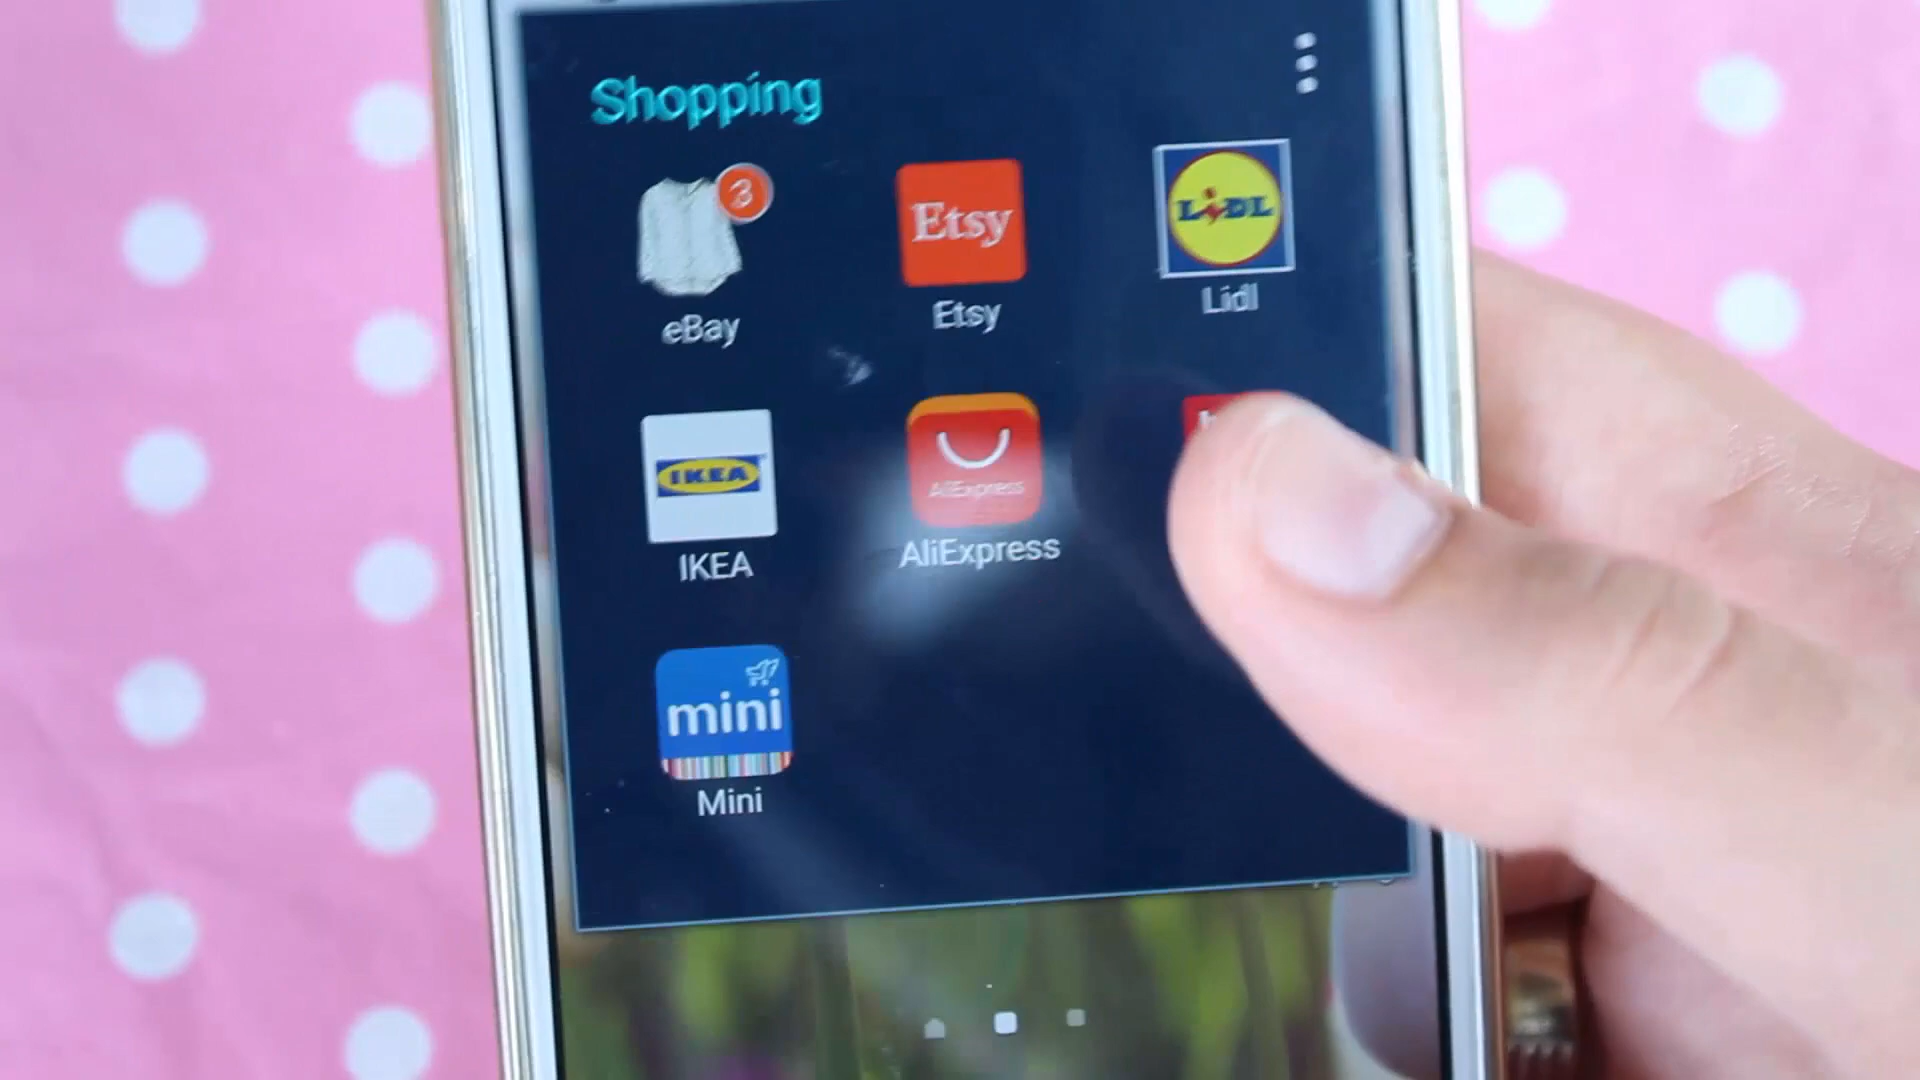 Shopping
3
eBay
Etsy
Etsy
LiDL
Lidl
IKEA
IKEA
AliExpress
AliExpress
mini
Mini